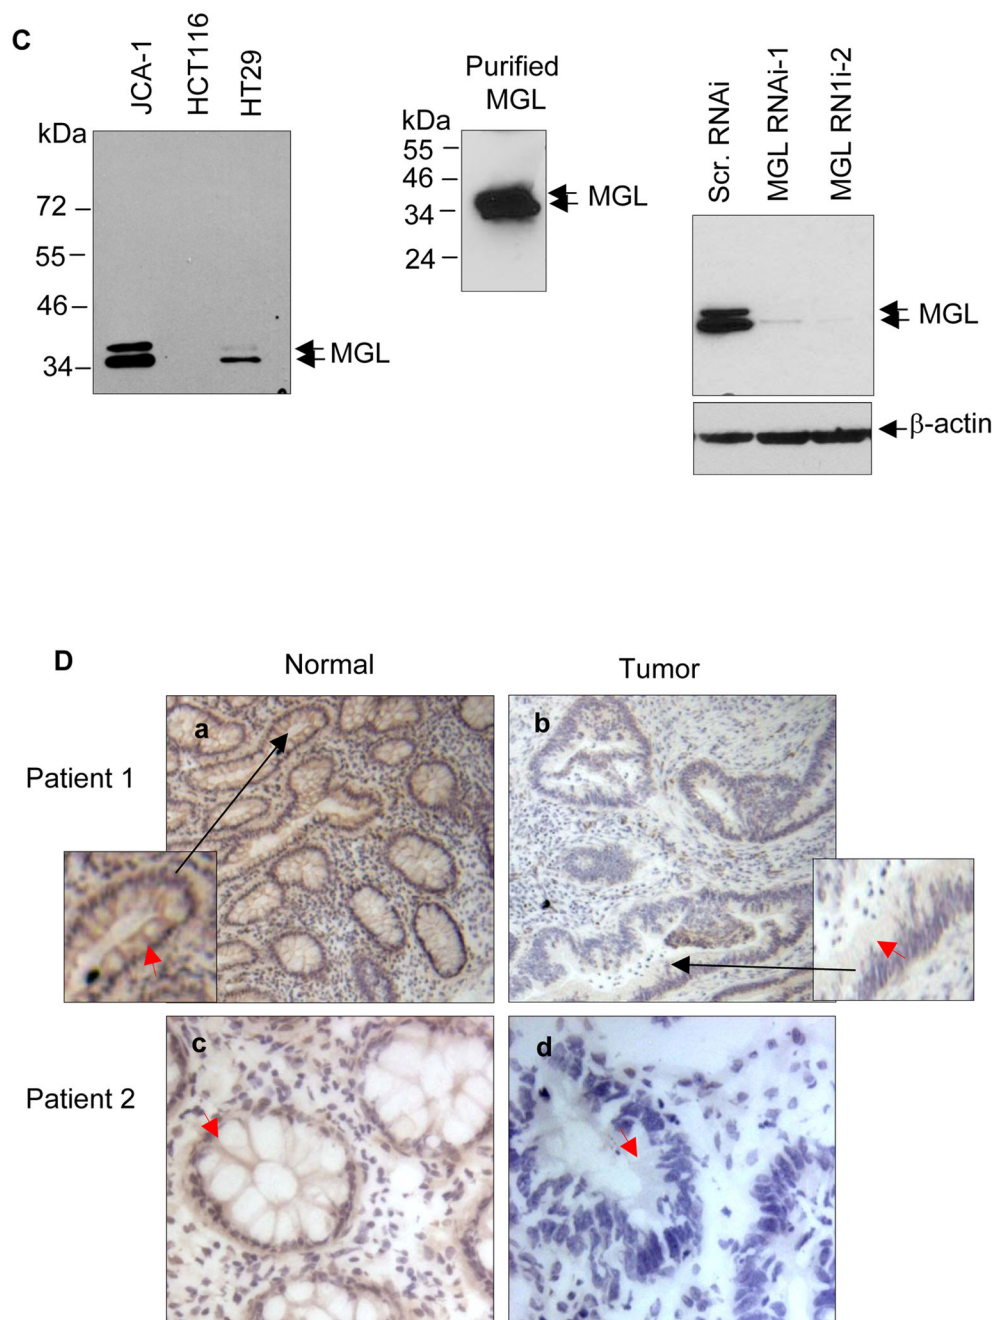 C
JCA-1
HCT116
HT29
kDa
72
55
46
34
MGL
Purified
MGL
kDa
55
46
34
24
MGL
Scr. RNAi
MGL RNAi-1
MGL RN1i-2
MGL
β-actin
D
Normal
Tumor
Patient 1
a
b
Patient 2
c
d